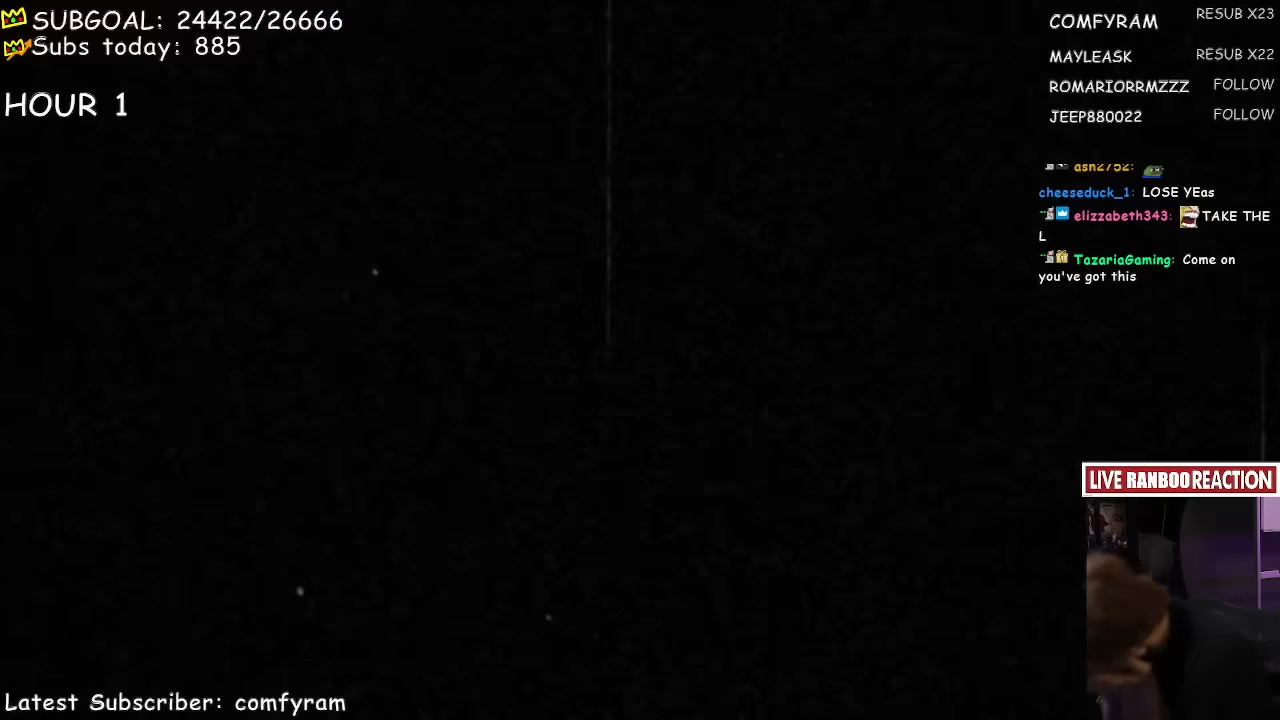 SUBGOAL: 24422/26666
Subs today: 885
HOUR 1
COMFYRAM RESUB X23
MAYLEASK RESUB X22
ROMARIORRMZZZ FOLLOW
JEEP880022 FOLLOW
ash2752:
cheeseduck_1: LOSE YEas
elizzabeth343: TAKE THE
L
TazariaGaming: Come on
you've got this
LIVE RANBOO REACTION
Latest Subscriber: comfyram